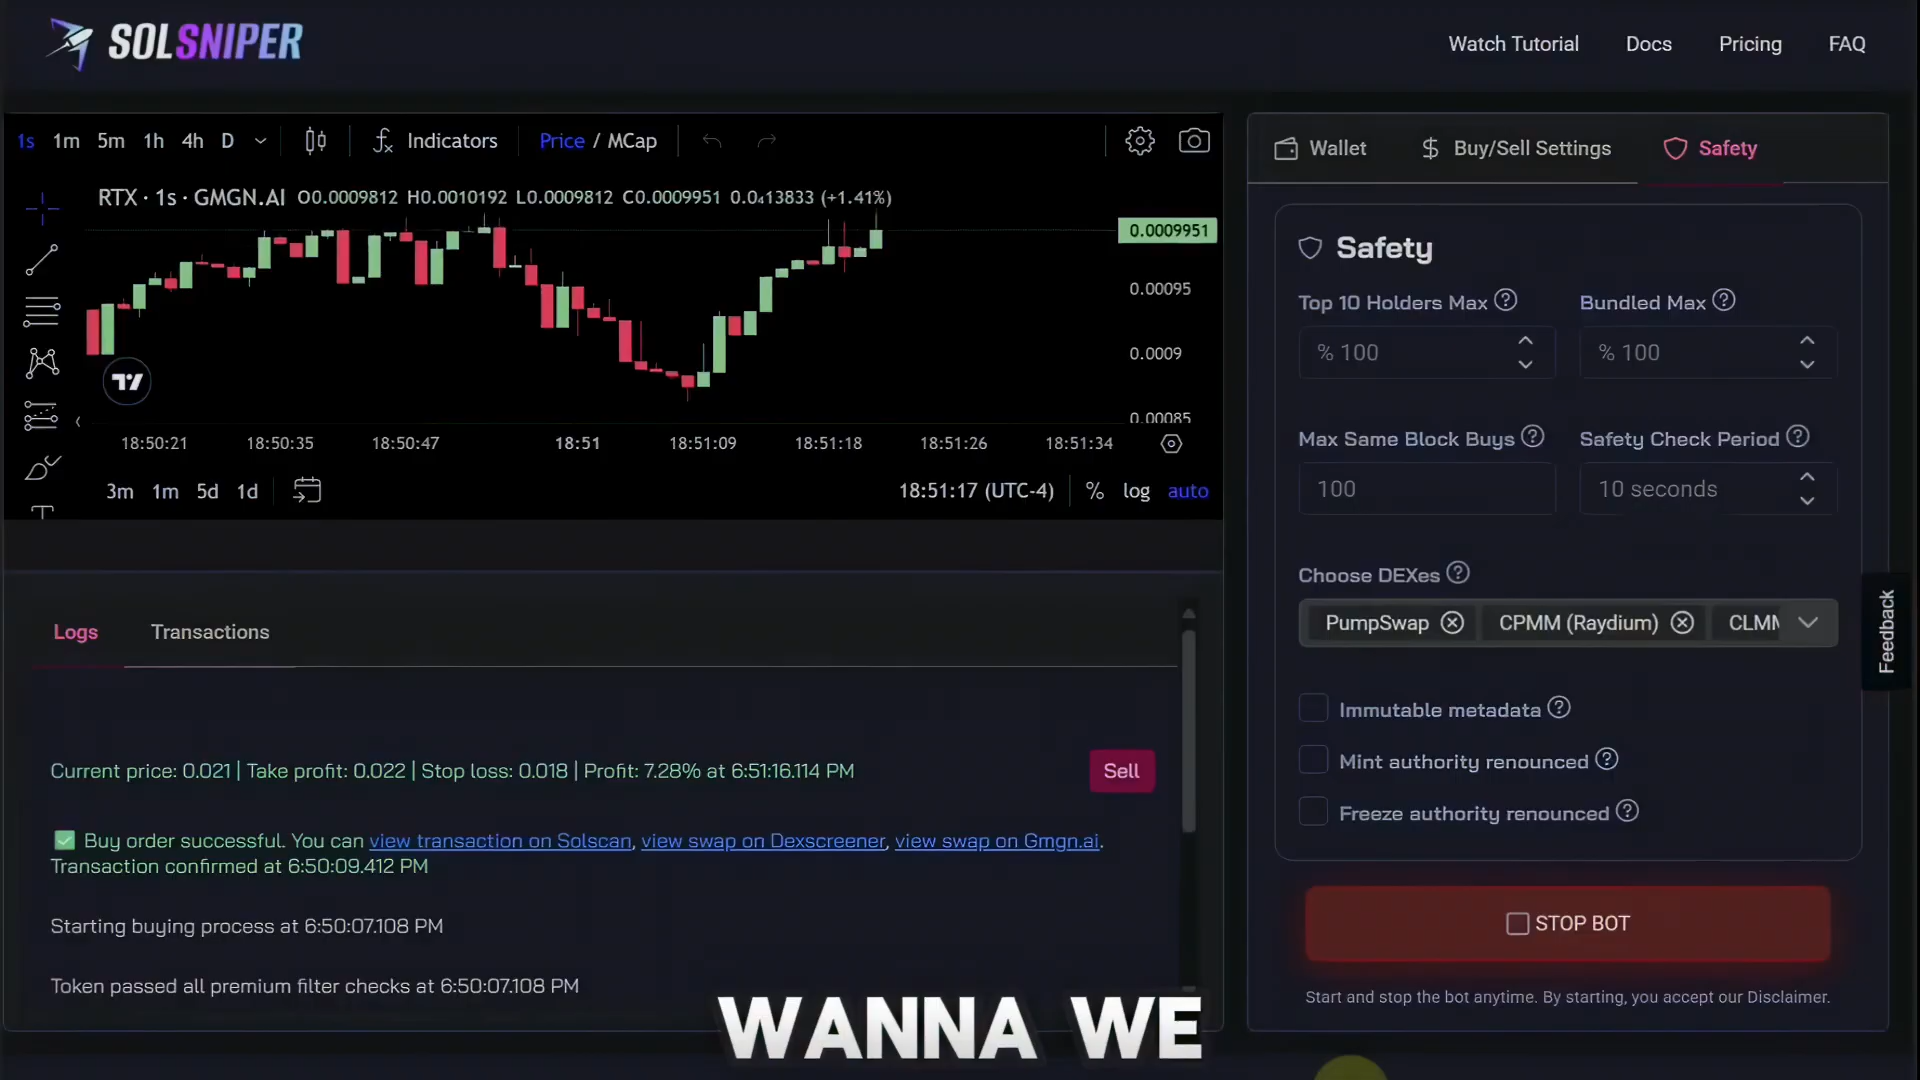 SOLSNIPER
Watch Tutorial Docs Pricing FAQ
1s 1m 5m 1h 4h D Indicators Price / MCap
RTX · 1s · GMGN.AI O0.0009812 H0.0010192 L0.0009812 C0.0009951 0.0₄13833 (+1.41%)
0.0009951
0.00095
0.0009
0.00085
18:50:21 18:50:35 18:50:47 18:51 18:51:09 18:51:18 18:51:26 18:51:34
3m 1m 5d 1d 18:51:17 (UTC-4) % log auto
Logs Transactions
Current price: 0.021 | Take profit: 0.022 | Stop loss: 0.018 | Profit: 7.28% at 6:51:16.114 PM
Sell
Buy order successful. You can view transaction on Solscan, view swap on Dexscreener, view swap on Gmgn.ai.
Transaction confirmed at 6:50:09.412 PM
Starting buying process at 6:50:07.108 PM
Token passed all premium filter checks at 6:50:07.108 PM
Wallet $ Buy/Sell Settings Safety
Safety
Top 10 Holders Max ? Bundled Max ?
% 100 % 100
Max Same Block Buys ? Safety Check Period ?
100 10 seconds
Choose DEXes ?
PumpSwap CPMM (Raydium) CLMM
Immutable metadata ?
Mint authority renounced ?
Freeze authority renounced ?
STOP BOT
Start and stop the bot anytime. By starting, you accept our Disclaimer.
Feedback
WANNA WE